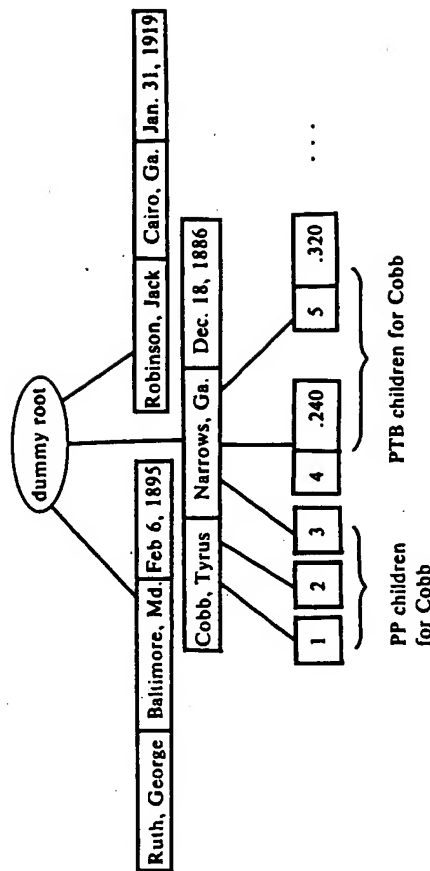 dummy root
Ruth, George Baltimore, Md. Feb 6, 1895
Robinson, Jack Cairo, Ga. Jan. 31, 1919
Cobb, Tyrus Narrows, Ga. Dec. 18, 1886
1 2 3 4 .240 5 .320 ...
PP children
for Cobb
PTB children for Cobb